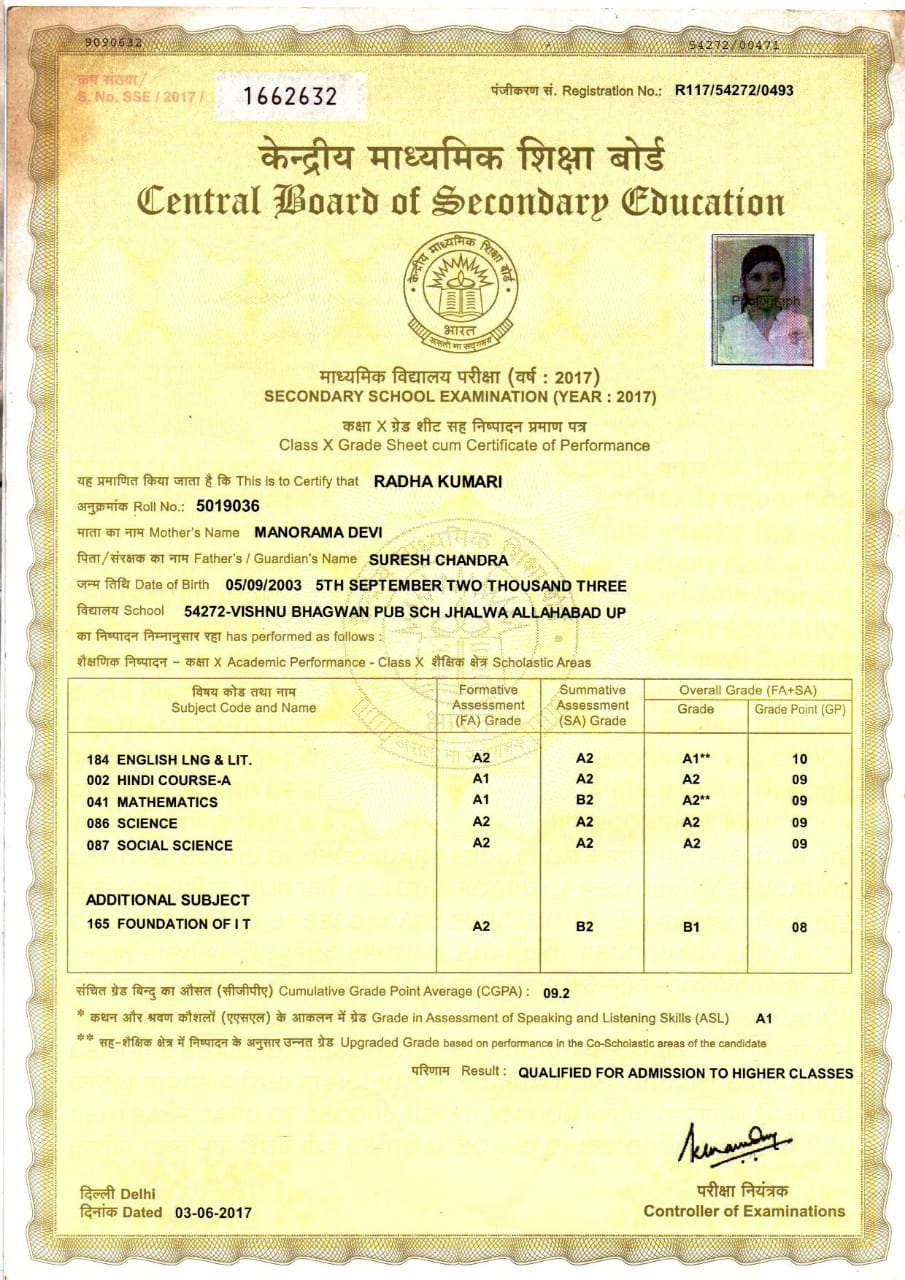 9090632
54272/00471
क्रम संख्या/
S. No. SSE / 2017 / 1662632
पंजीकरण सं. Registration No.: R117/54272/0493
केन्द्रीय माध्यमिक शिक्षा बोर्ड
Central Board of Secondary Education
केन्द्रीय माध्यमिक शिक्षा बोर्ड
भारत
असतो मा सद्गमय
Photograph
माध्यमिक विद्यालय परीक्षा (वर्ष : 2017)
SECONDARY SCHOOL EXAMINATION (YEAR : 2017)
कक्षा X ग्रेड शीट सह निष्पादन प्रमाण पत्र
Class X Grade Sheet cum Certificate of Performance
यह प्रमाणित किया जाता है कि This is to Certify that RADHA KUMARI
अनुक्रमांक Roll No.: 5019036
माता का नाम Mother's Name MANORAMA DEVI
पिता/संरक्षक का नाम Father's / Guardian's Name SURESH CHANDRA
जन्म तिथि Date of Birth 05/09/2003 5TH SEPTEMBER TWO THOUSAND THREE
विद्यालय School 54272-VISHNU BHAGWAN PUB SCH JHALWA ALLAHABAD UP
का निष्पादन निम्नानुसार रहा has performed as follows :
शैक्षणिक निष्पादन – कक्षा X Academic Performance - Class X शैक्षिक क्षेत्र Scholastic Areas
विषय कोड तथा नाम
Subject Code and Name
Formative
Assessment
(FA) Grade
Summative
Assessment
(SA) Grade
Overall Grade (FA+SA)
Grade
Grade Point (GP)
184 ENGLISH LNG & LIT. A2 A2 A1** 10
002 HINDI COURSE-A A1 A2 A2 09
041 MATHEMATICS A1 B2 A2** 09
086 SCIENCE A2 A2 A2 09
087 SOCIAL SCIENCE A2 A2 A2 09
ADDITIONAL SUBJECT
165 FOUNDATION OF I T A2 B2 B1 08
संचित ग्रेड बिन्दु का औसत (सीजीपीए) Cumulative Grade Point Average (CGPA) : 09.2
* कथन और श्रवण कौशलों (एएसएल) के आकलन में ग्रेड Grade in Assessment of Speaking and Listening Skills (ASL) A1
** सह-शैक्षिक क्षेत्र में निष्पादन के अनुसार उन्नत ग्रेड Upgraded Grade based on performance in the Co-Scholastic areas of the candidate
परिणाम Result : QUALIFIED FOR ADMISSION TO HIGHER CLASSES
दिल्ली Delhi
दिनांक Dated 03-06-2017
परीक्षा नियंत्रक
Controller of Examinations